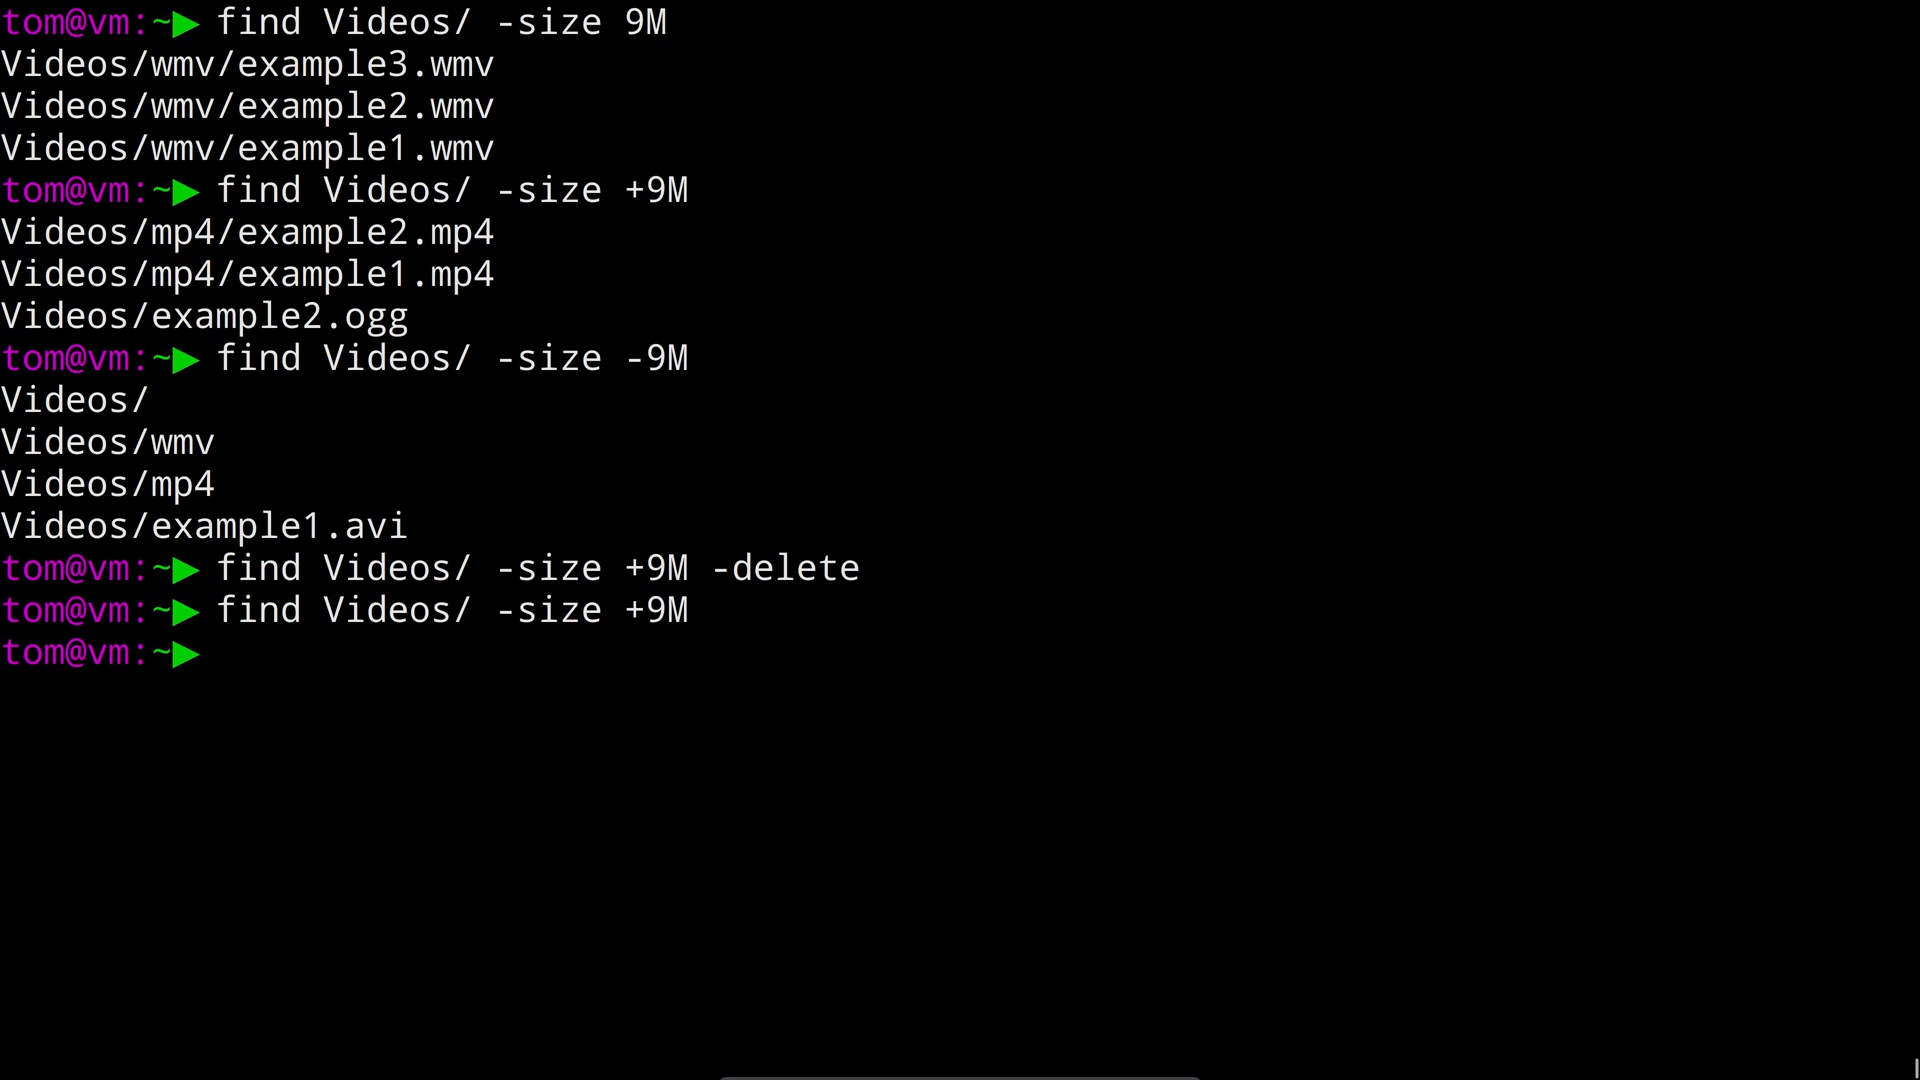 tom@vm:~▶ find Videos/ -size 9M
Videos/wmv/example3.wmv
Videos/wmv/example2.wmv
Videos/wmv/example1.wmv
tom@vm:~▶ find Videos/ -size +9M
Videos/mp4/example2.mp4
Videos/mp4/example1.mp4
Videos/example2.ogg
tom@vm:~▶ find Videos/ -size -9M
Videos/
Videos/wmv
Videos/mp4
Videos/example1.avi
tom@vm:~▶ find Videos/ -size +9M -delete
tom@vm:~▶ find Videos/ -size +9M
tom@vm:~▶